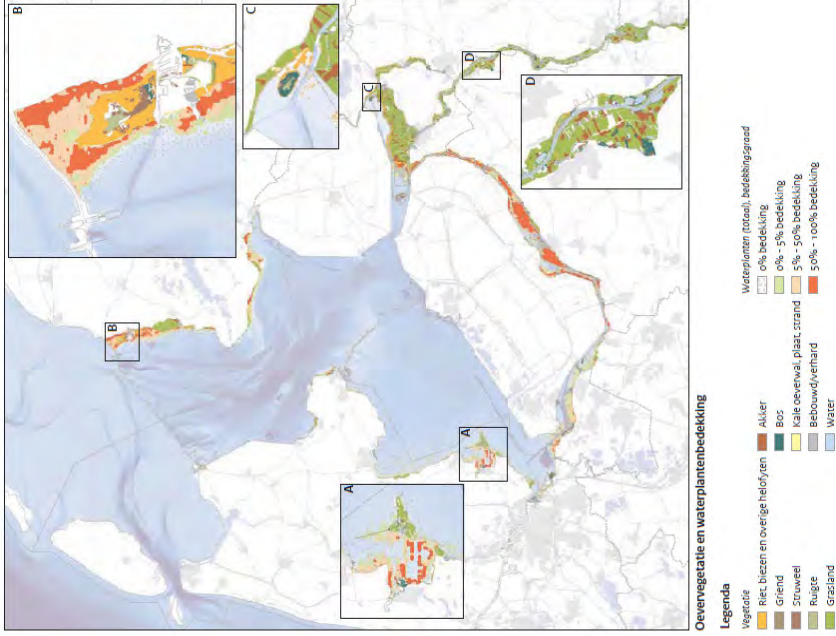 B
C
D
B
C
D
A
A
Oevervegetatie en waterplantenbedekking
Legenda
Vegetatie
Riet, biezen en overige helofyten
Griend
Struweel
Ruigte
Grasland
Akker
Bos
Kale oeverwal, plaat, strand
Bebouwd/verhard
Water
Waterplanten (totaal), bedekkingsgraad
0% bedekking
0% - 5% bedekking
5% - 50% bedekking
50% - 100% bedekking